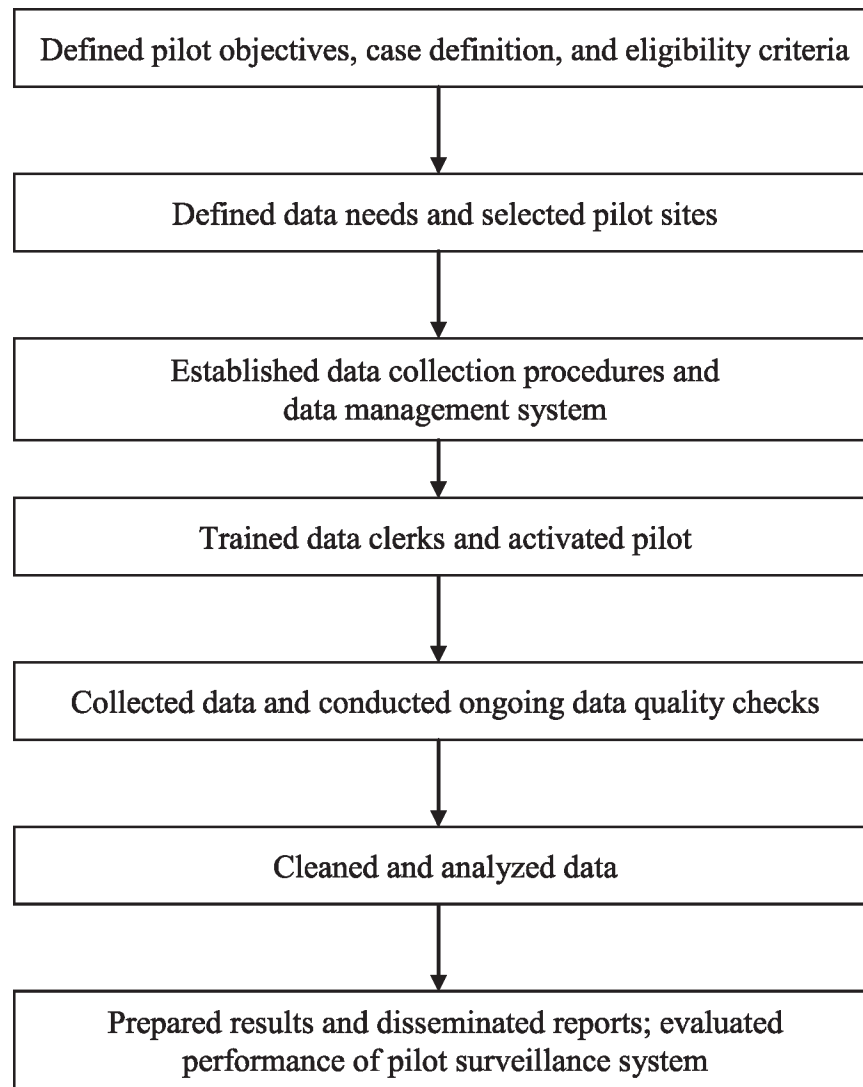 Defined pilot objectives, case definition, and eligibility criteria
Defined data needs and selected pilot sites
Established data collection procedures and
data management system
Trained data clerks and activated pilot
Collected data and conducted ongoing data quality checks
Cleaned and analyzed data
Prepared results and disseminated reports; evaluated
performance of pilot surveillance system